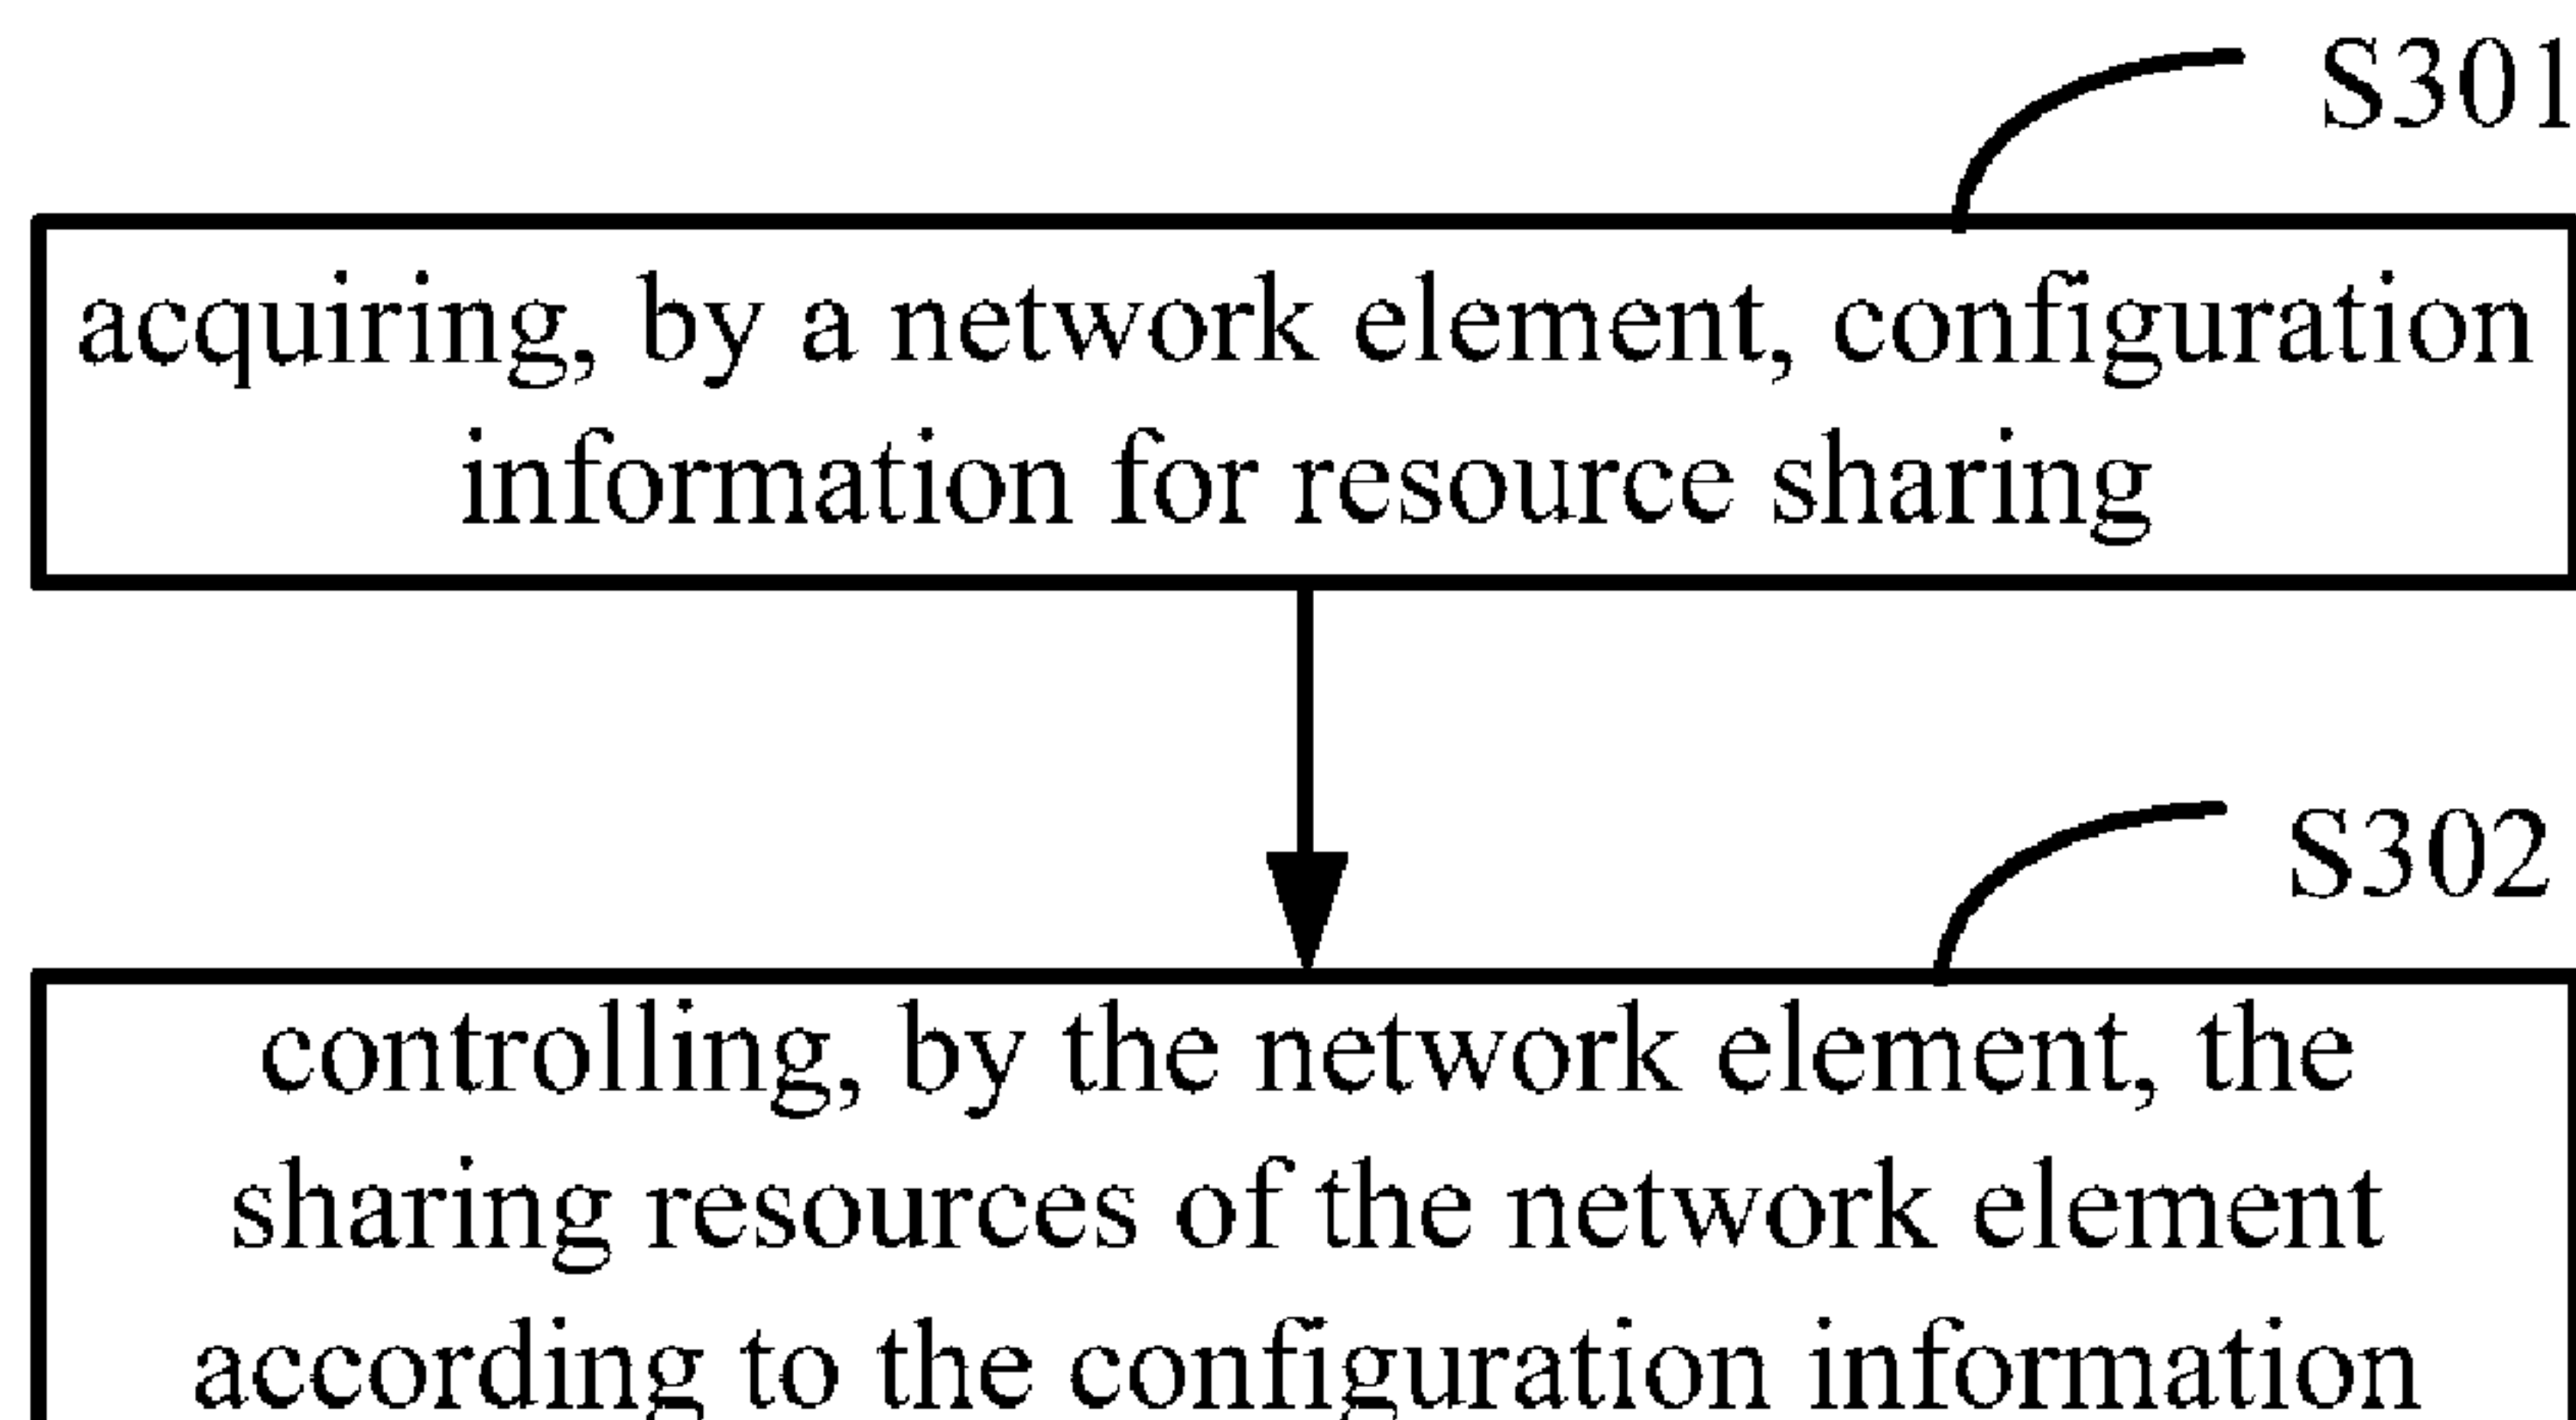 S301
acquiring, by a network element, configuration
information for resource sharing
S302
controlling, by the network element, the
sharing resources of the network element
according to the configuration information